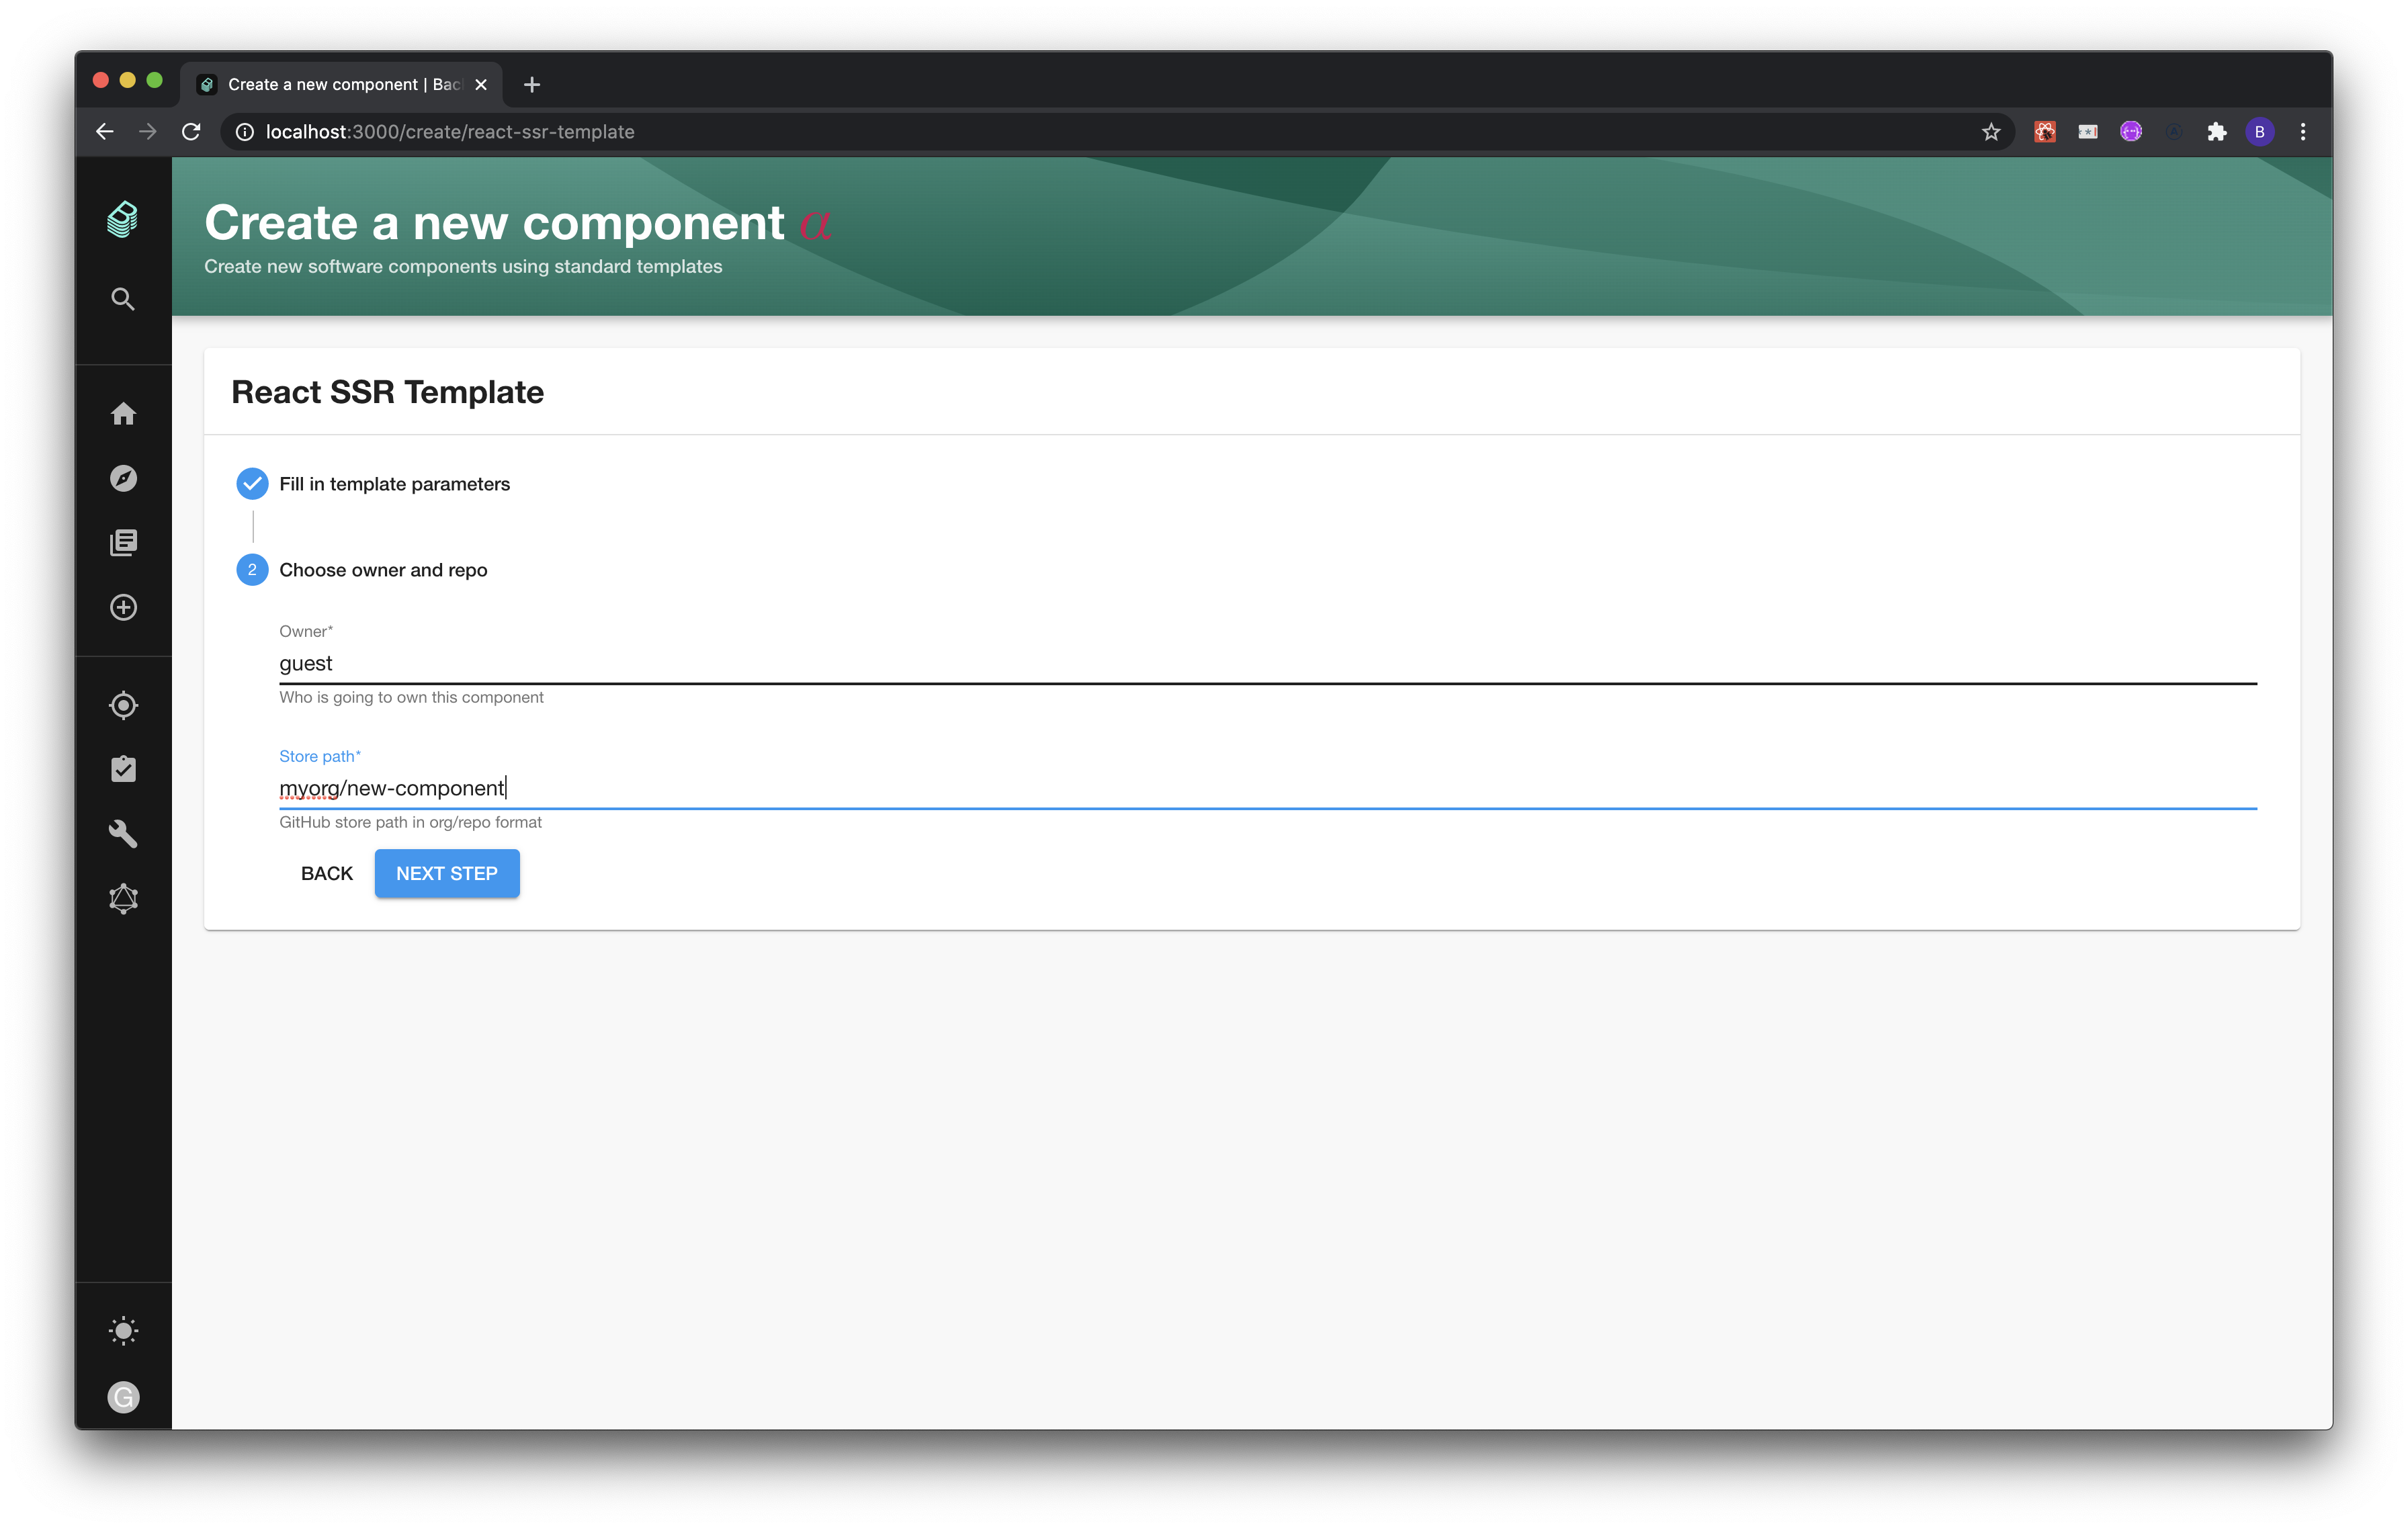 Create a new component | Bac
localhost:3000/create/react-ssr-template
B
Create a new component α
Create new software components using standard templates
React SSR Template
Fill in template parameters
2 Choose owner and repo
Owner*
guest
Who is going to own this component
Store path*
myorg/new-component
GitHub store path in org/repo format
BACK NEXT STEP
G